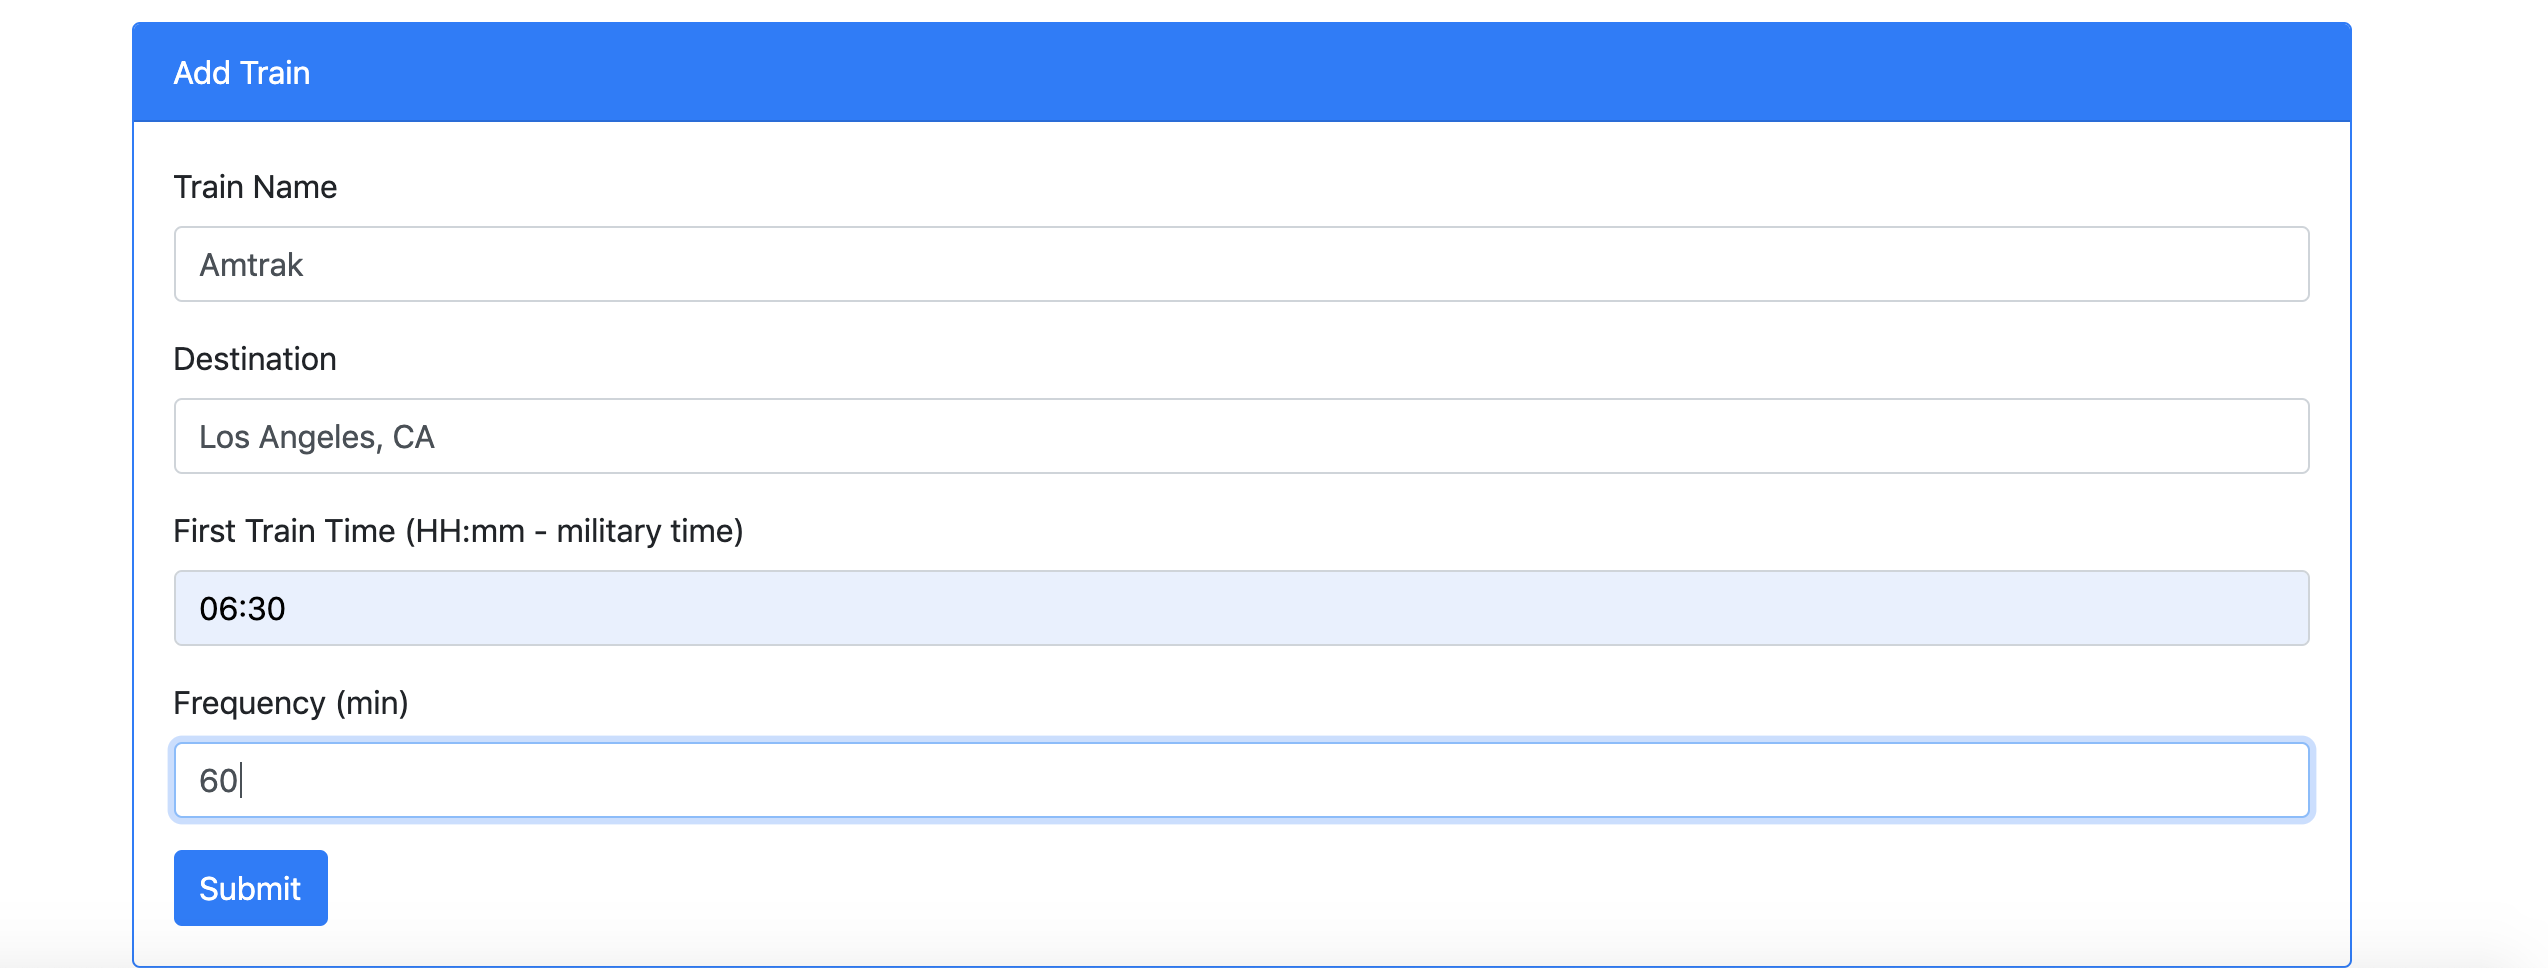 Add Train
Train Name
Amtrak
Destination
Los Angeles, CA
First Train Time (HH:mm - military time)
06:30
Frequency (min)
60
Submit